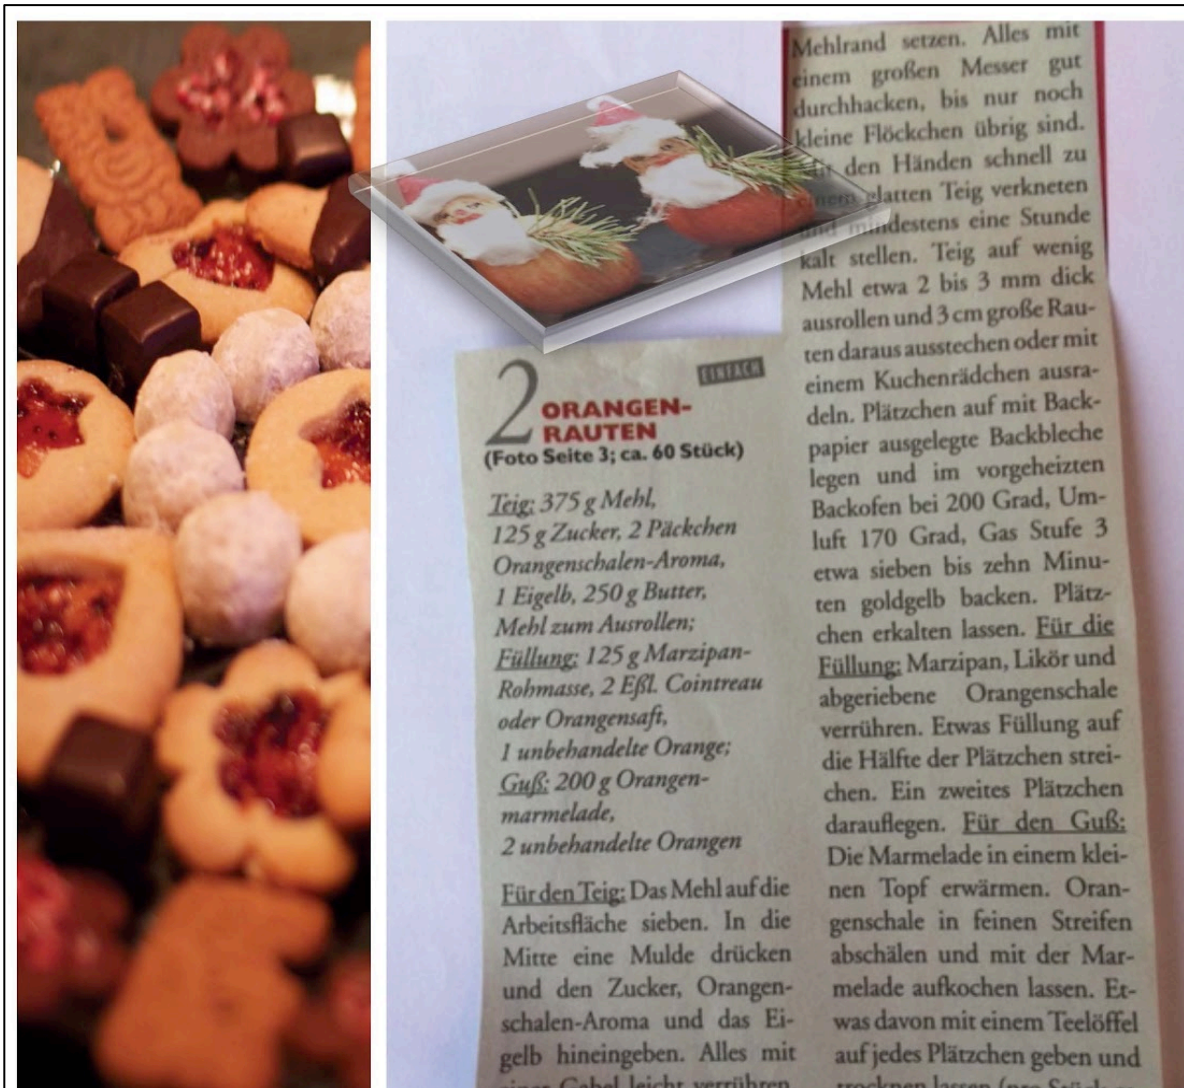 2 EINFACH
ORANGEN-
RAUTEN
(Foto Seite 3; ca. 60 Stück)
Teig: 375 g Mehl,
125 g Zucker, 2 Päckchen
Orangenschalen-Aroma,
1 Eigelb, 250 g Butter,
Mehl zum Ausrollen;
Füllung: 125 g Marzipan-
Rohmasse, 2 Eßl. Cointreau
oder Orangensaft,
1 unbehandelte Orange;
Guß: 200 g Orangen-
marmelade,
2 unbehandelte Orangen
Für den Teig: Das Mehl auf die
Arbeitsfläche sieben. In die
Mitte eine Mulde drücken
und den Zucker, Orangen-
schalen-Aroma und das Ei-
gelb hineingeben. Alles mit
einer Gabel leicht verrühren
Mehlrand setzen. Alles mit
einem großen Messer gut
durchhacken, bis nur noch
kleine Flöckchen übrig sind.
den Händen schnell zu
einem glatten Teig verkneten
und mindestens eine Stunde
kalt stellen. Teig auf wenig
Mehl etwa 2 bis 3 mm dick
ausrollen und 3 cm große Rau-
ten daraus ausstechen oder mit
einem Kuchenrädchen ausra-
deln. Plätzchen auf mit Back-
papier ausgelegte Backbleche
legen und im vorgeheizten
Backofen bei 200 Grad, Um-
luft 170 Grad, Gas Stufe 3
etwa sieben bis zehn Minu-
ten goldgelb backen. Plätz-
chen erkalten lassen. Für die
Füllung: Marzipan, Likör und
abgeriebene Orangenschale
verrühren. Etwas Füllung auf
die Hälfte der Plätzchen strei-
chen. Ein zweites Plätzchen
darauflegen. Für den Guß:
Die Marmelade in einem klei-
nen Topf erwärmen. Oran-
genschale in feinen Streifen
abschälen und mit der Mar-
melade aufkochen lassen. Et-
was davon mit einem Teelöffel
auf jedes Plätzchen geben und
trocknen lassen